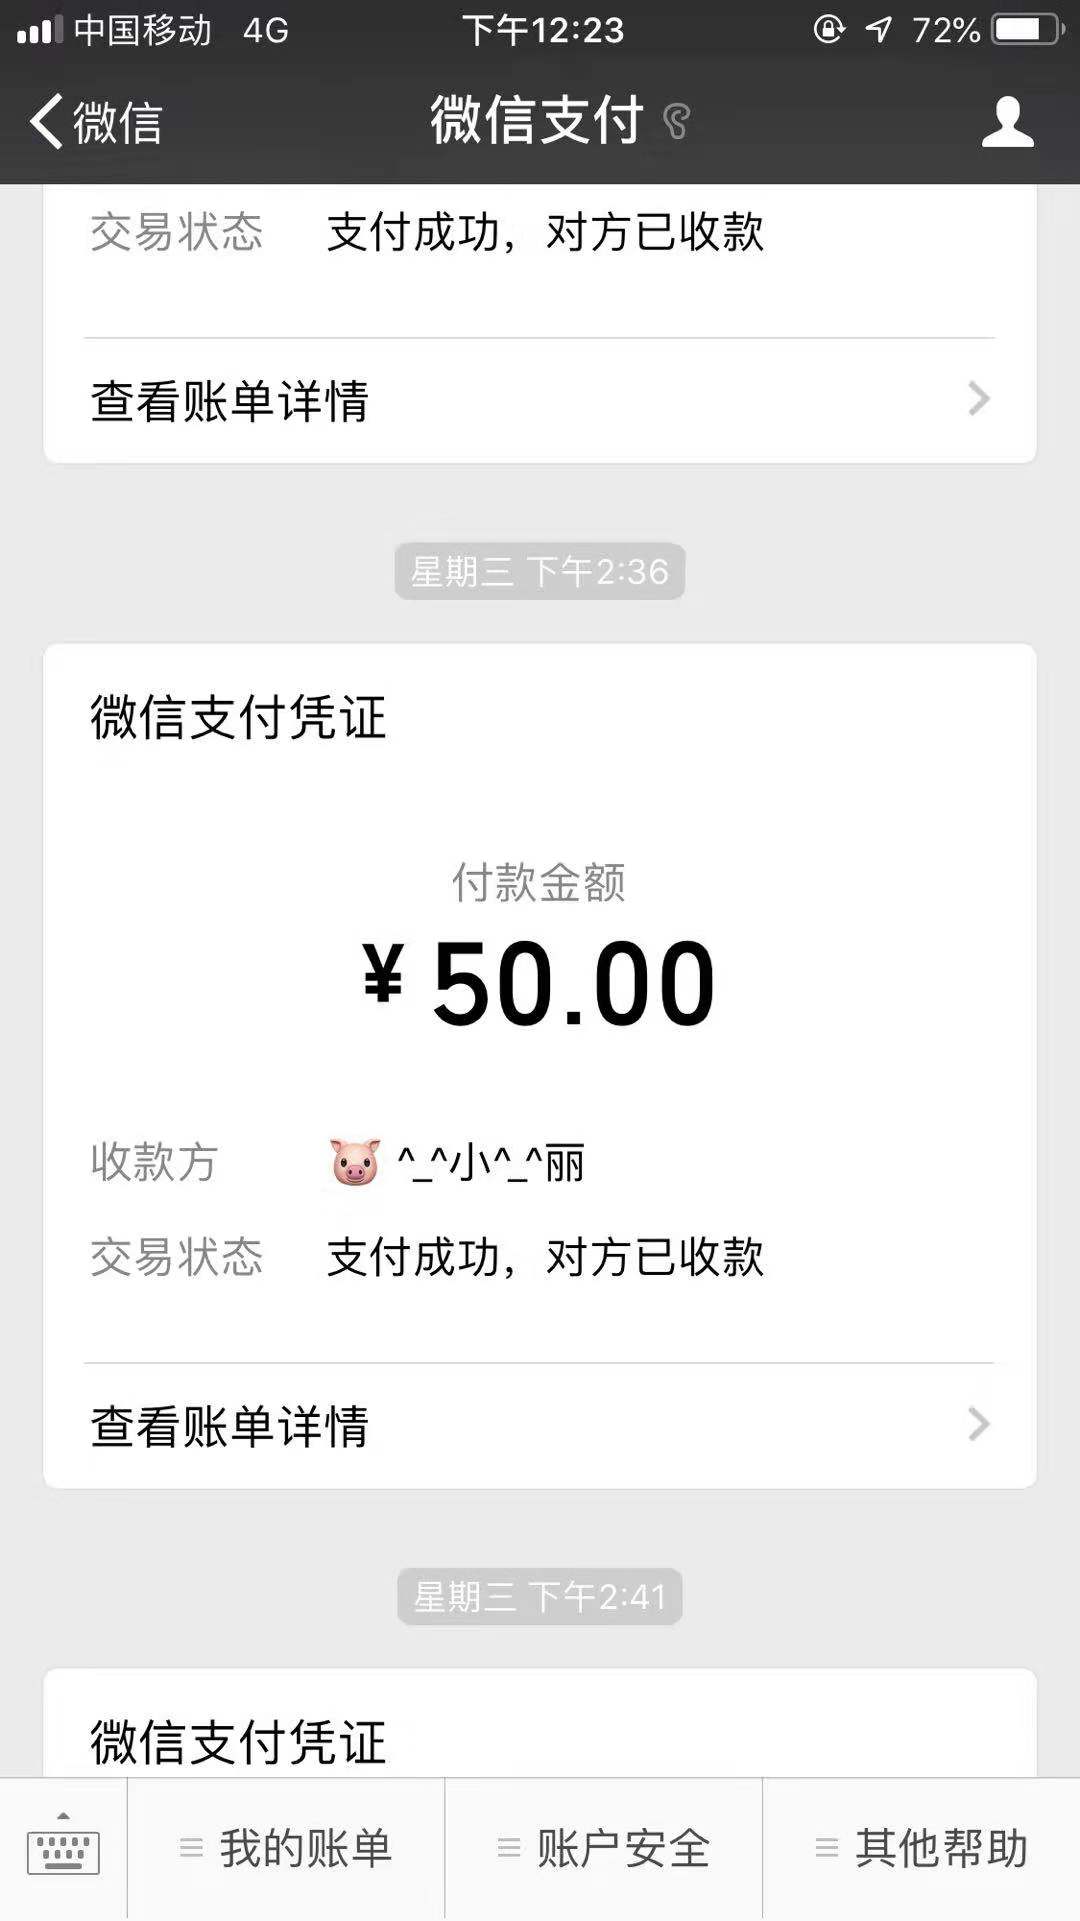 中国移动 4G 下午12:23 72%
微信 微信支付
交易状态 支付成功，对方已收款
查看账单详情
星期三 下午2:36
微信支付凭证
付款金额
¥50.00
收款方 🐷 ^_^小^_^丽
交易状态 支付成功，对方已收款
查看账单详情
星期三 下午2:41
微信支付凭证
我的账单 账户安全 其他帮助